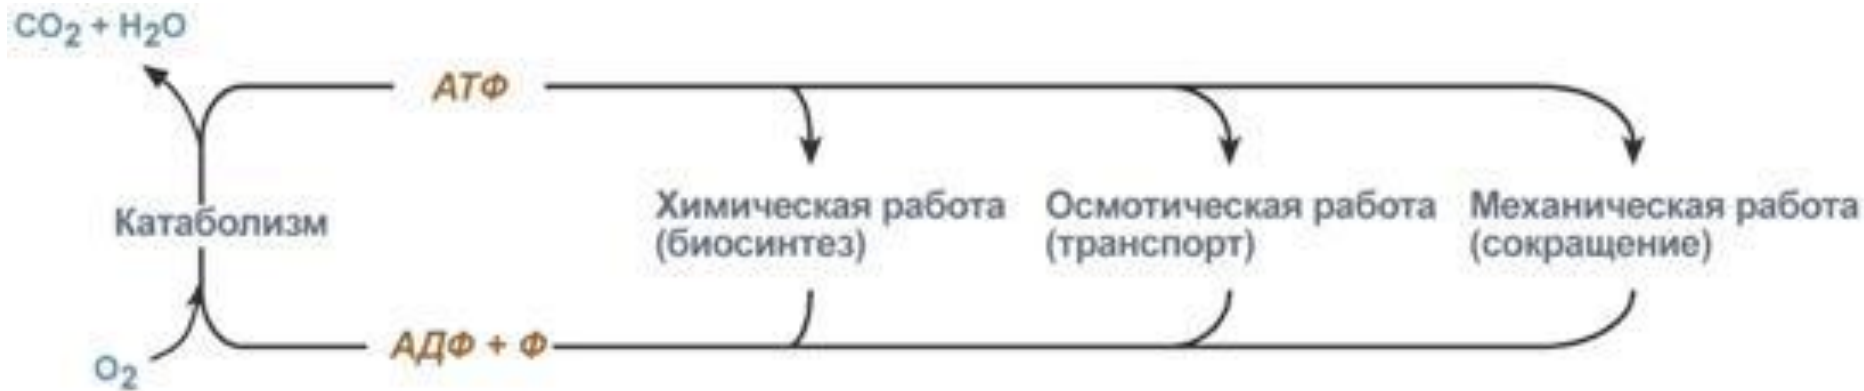 CO₂ + H₂O
АТФ
Катаболизм
Химическая работа
(биосинтез)
Осмотическая работа
(транспорт)
Механическая работа
(сокращение)
АДФ + Ф
O₂